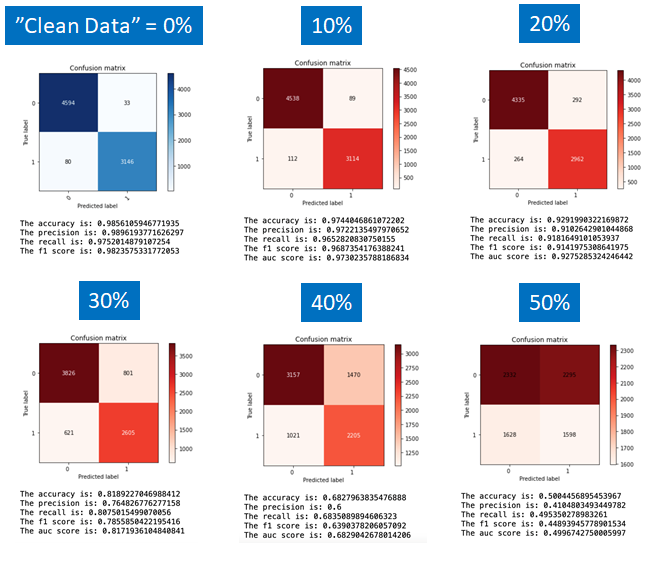 "Clean Data" = 0%
Confusion matrix
True label
0
1
4594 33
80 3146
0 1
Predicted label
4000
3000
2000
1000
The accuracy is: 0.9856105946771935
The precision is: 0.9896193771626297
The recall is: 0.9752014879107254
The f1 score is: 0.9823575331772053
10%
Confusion matrix
True label
0
1
4538 89
112 3114
0 1
Predicted label
4500
4000
3500
3000
2500
2000
1500
1000
500
The accuracy is: 0.9744046861072202
The precision is: 0.9722135497970652
The recall is: 0.9652820830750155
The f1 score is: 0.968735417638​8241
The auc score is: 0.9730235788186834
20%
Confusion matrix
True label
0
1
4335 292
264 2962
0 1
Predicted label
4000
3500
3000
2500
2000
1500
1000
500
The accuracy is: 0.9291990322169872
The precision is: 0.9102642901044868
The recall is: 0.9181649101053937
The f1 score is: 0.9141975308641975
The auc score is: 0.9275285324246442
30%
Confusion matrix
True label
0
1
3826 801
621 2605
0 1
Predicted label
3500
3000
2500
2000
1500
1000
The accuracy is: 0.8189227046988412
The precision is: 0.764826776277158
The recall is: 0.8075015499070056
The f1 score is: 0.7855850422195416
The auc score is: 0.8171936104840841
40%
Confusion matrix
True label
0
1
3157 1470
1021 2205
0 1
Predicted label
3000
2750
2500
2250
2000
1750
1500
1250
The accuracy is: 0.6827963835476888
The precision is: 0.6
The recall is: 0.6835089894606323
The f1 score is: 0.6390378206057092
The auc score is: 0.6829042678014206
50%
Confusion matrix
True label
0
1
2332 2295
1628 1598
0 1
Predicted label
2300
2200
2100
2000
1900
1800
1700
1600
The accuracy is: 0.5004456895453967
The precision is: 0.4104803493449782
The recall is: 0.495350278983261
The f1 score is: 0.44893945778901534
The auc score is: 0.4996742750005997